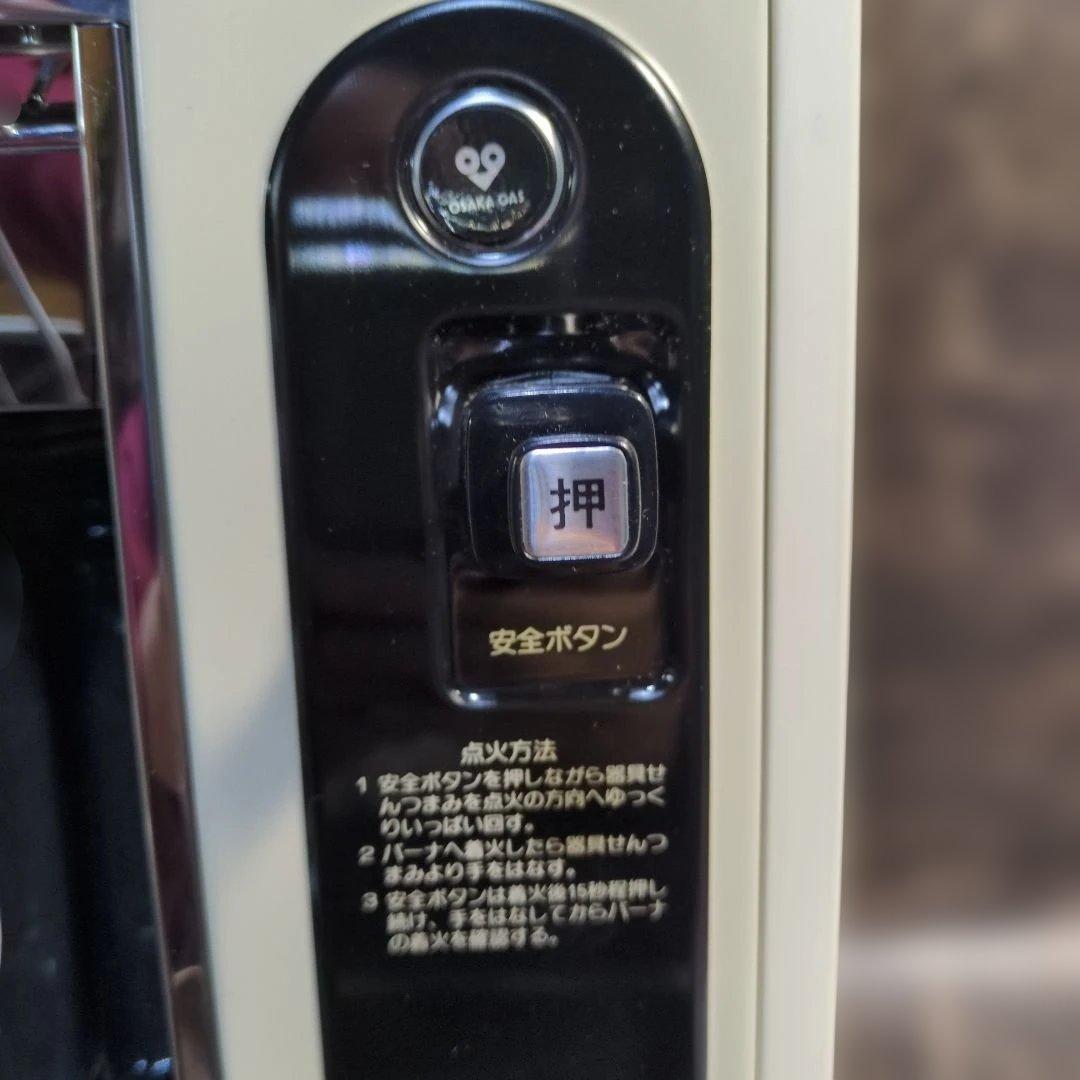 OSAKA GAS
押
安全ボタン
点火方法
1 安全ボタンを押しながら器具せ
んつまみを点火の方向へゆっく
りいっぱい回す。
2 バーナへ着火したら器具せんつ
まみより手をはなす。
3 安全ボタンは着火後15秒程押し
続け、手をはなしてからバーナ
の着火を確認する。